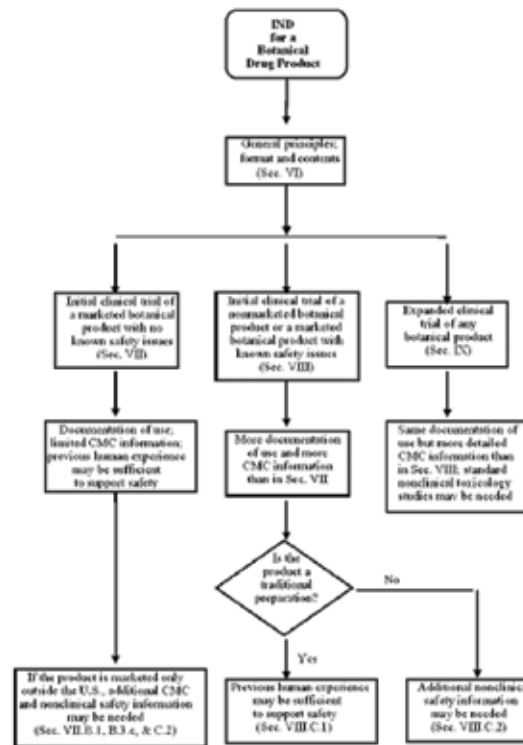 IND
for a
Botanical
Drug Product
General principles;
format and contents
(Sec. VI)
Initial clinical trial of
a marketed botanical
product with no
known safety issues
(Sec. VII)
Initial clinical trial of a
nonmarketed botanical
product or a marketed
botanical product with
known safety issues
(Sec. VIII)
Expanded clinical
trial of any
botanical product
(Sec. IX)
Documentation of use;
limited CMC information;
previous human experience
may be sufficient
to support safety
More documentation
of use and more
CMC information
than in Sec. VII
Same documentation of
use but more detailed
CMC information than
in Sec. VIII; standard
nonclinical toxicology
studies may be needed
Is the
product a
traditional
preparation?
No
Yes
If the product is marketed only
outside the U.S., additional CMC
and nonclinical safety information
may be needed
(Sec. VII.B.1, B.3.c, & C.2)
Previous human experience
may be sufficient
to support safety
(Sec. VIII.C.1)
Additional nonclinical
safety information
may be needed
(Sec. VIII.C.2)